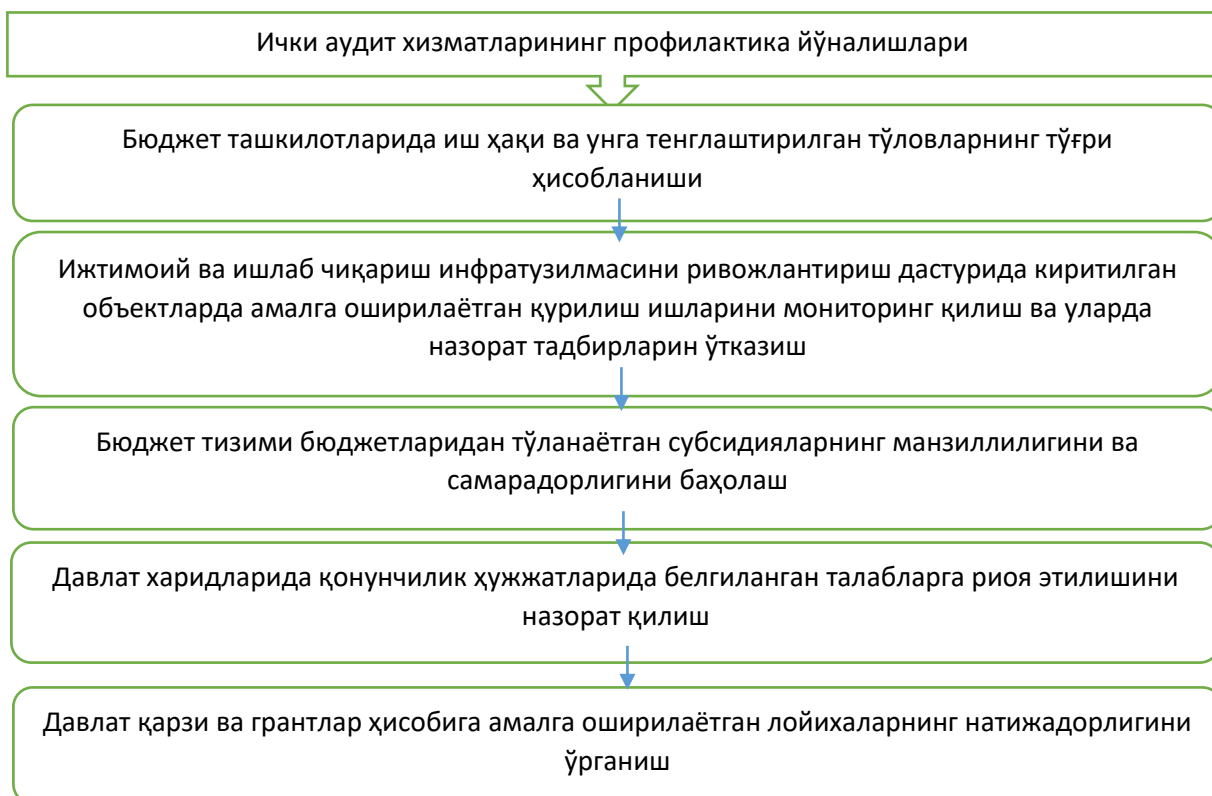 Ички аудит хизматларининг профилактика йўналишлари
Бюджет ташкилотларида иш ҳақи ва унга тенглаштирилган тўловларнинг тўғри
ҳисобланиши
Ижтимоий ва ишлаб чиқариш инфратузилмасини ривожлантириш дастурида киритилган
объектларда амалга оширилаётган қурилиш ишларини мониторинг қилиш ва уларда
назорат тадбирларин ўтказиш
Бюджет тизими бюджетларидан тўланаётган субсидияларнинг манзиллилигини ва
самарадорлигини баҳолаш
Давлат харидларида қонунчилик ҳужжатларида белгиланган талабларга риоя этилишини
назорат қилиш
Давлат қарзи ва грантлар ҳисобига амалга оширилаётган лойихаларнинг натижадорлигини
ўрганиш